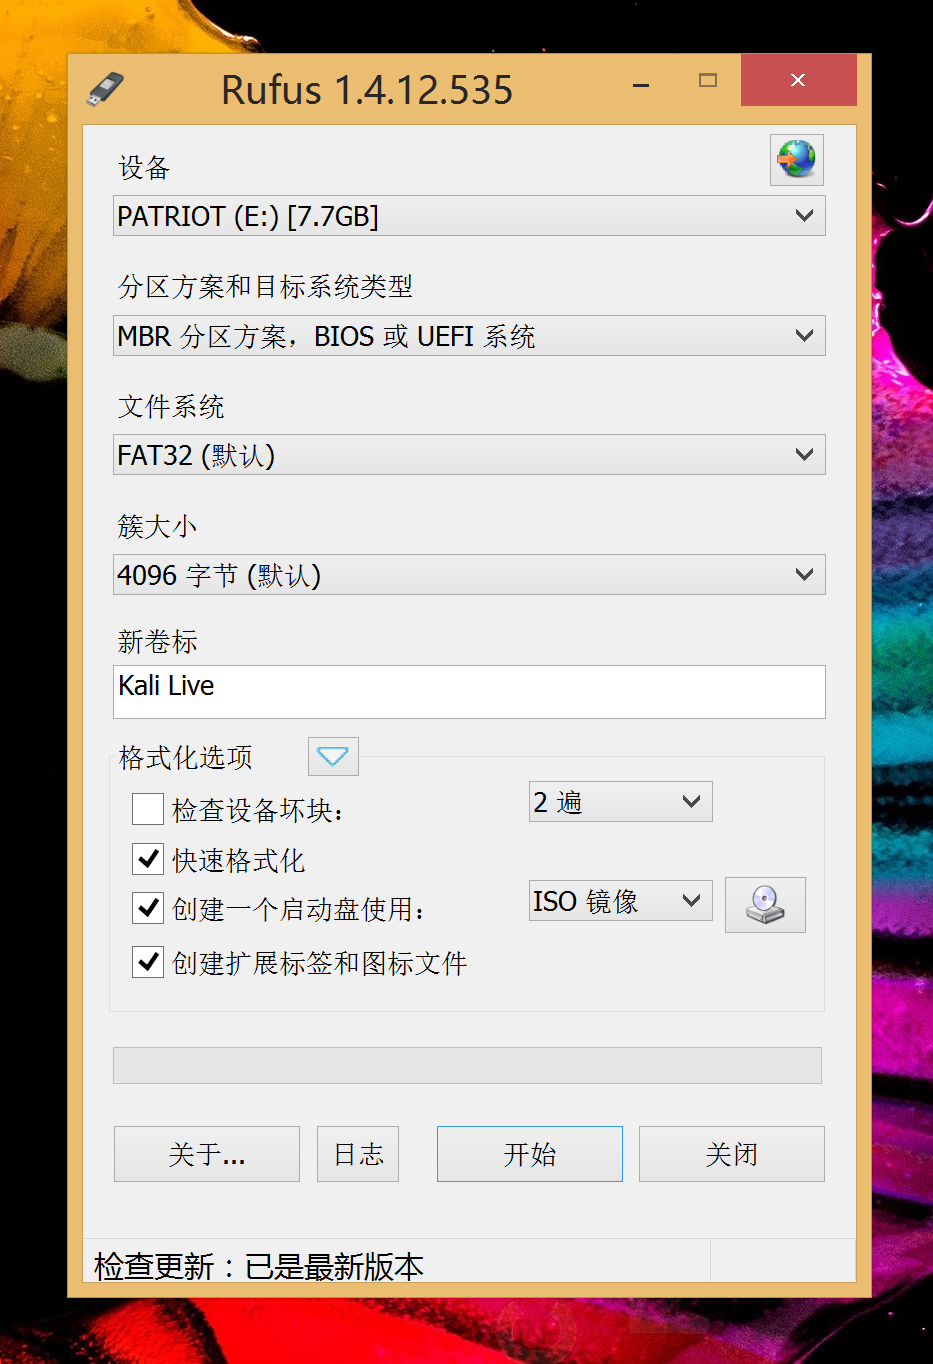 Rufus 1.4.12.535
设备
PATRIOT (E:) [7.7GB]
分区方案和目标系统类型
MBR 分区方案，BIOS 或 UEFI 系统
文件系统
FAT32 (默认)
簇大小
4096 字节 (默认)
新卷标
Kali Live
格式化选项
检查设备坏块： 2 遍
快速格式化
创建一个启动盘使用： ISO 镜像
创建扩展标签和图标文件
关于... 日志 开始 关闭
检查更新：已是最新版本